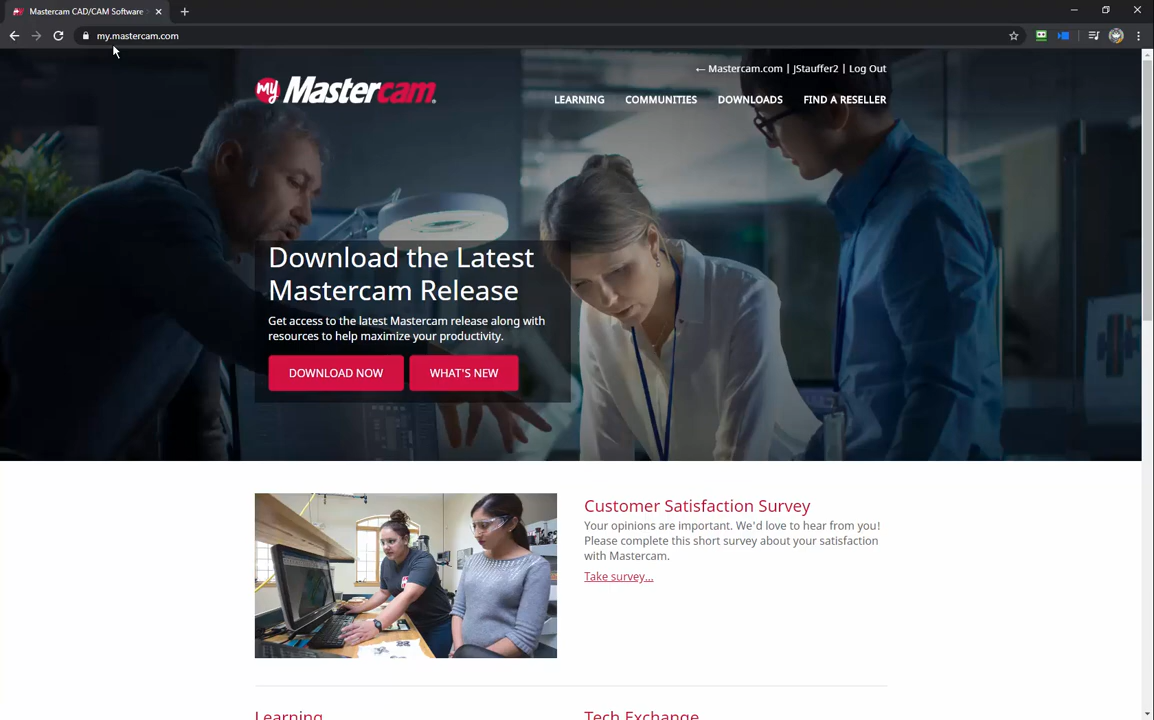 Mastercam CAD/CAM Software
my.mastercam.com
← Mastercam.com | JStauffer2 | Log Out
my Mastercam.
LEARNING COMMUNITIES DOWNLOADS FIND A RESELLER
Download the Latest
Mastercam Release
Get access to the latest Mastercam release along with
resources to help maximize your productivity.
DOWNLOAD NOW WHAT'S NEW
Customer Satisfaction Survey
Your opinions are important. We'd love to hear from you!
Please complete this short survey about your satisfaction
with Mastercam.
Take survey...
Learning
Tech Exchange